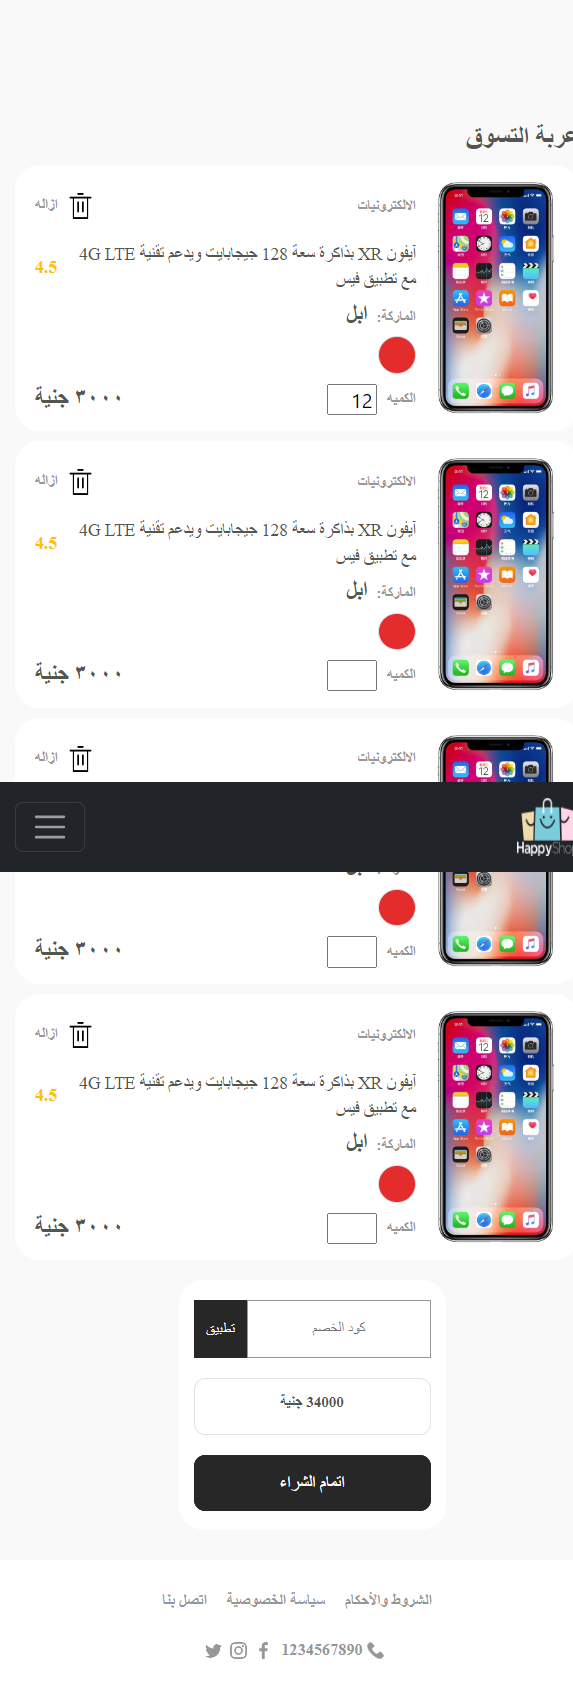 عربة التسوق
الالكترونيات
ازاله
آيفون XR بذاكرة سعة 128 جيجابايت ويدعم تقنية 4G LTE
مع تطبيق فيس
4.5
الماركة: ابل
الكميه 12
٣٠٠٠ جنية
الالكترونيات
ازاله
آيفون XR بذاكرة سعة 128 جيجابايت ويدعم تقنية 4G LTE
مع تطبيق فيس
4.5
الماركة: ابل
الكميه
٣٠٠٠ جنية
الالكترونيات
ازاله
HappyShop
الكميه
٣٠٠٠ جنية
الالكترونيات
ازاله
آيفون XR بذاكرة سعة 128 جيجابايت ويدعم تقنية 4G LTE
مع تطبيق فيس
4.5
الماركة: ابل
الكميه
٣٠٠٠ جنية
كود الخصم
تطبيق
34000 جنية
اتمام الشراء
الشروط والأحكام
سياسة الخصوصية
اتصل بنا
1234567890